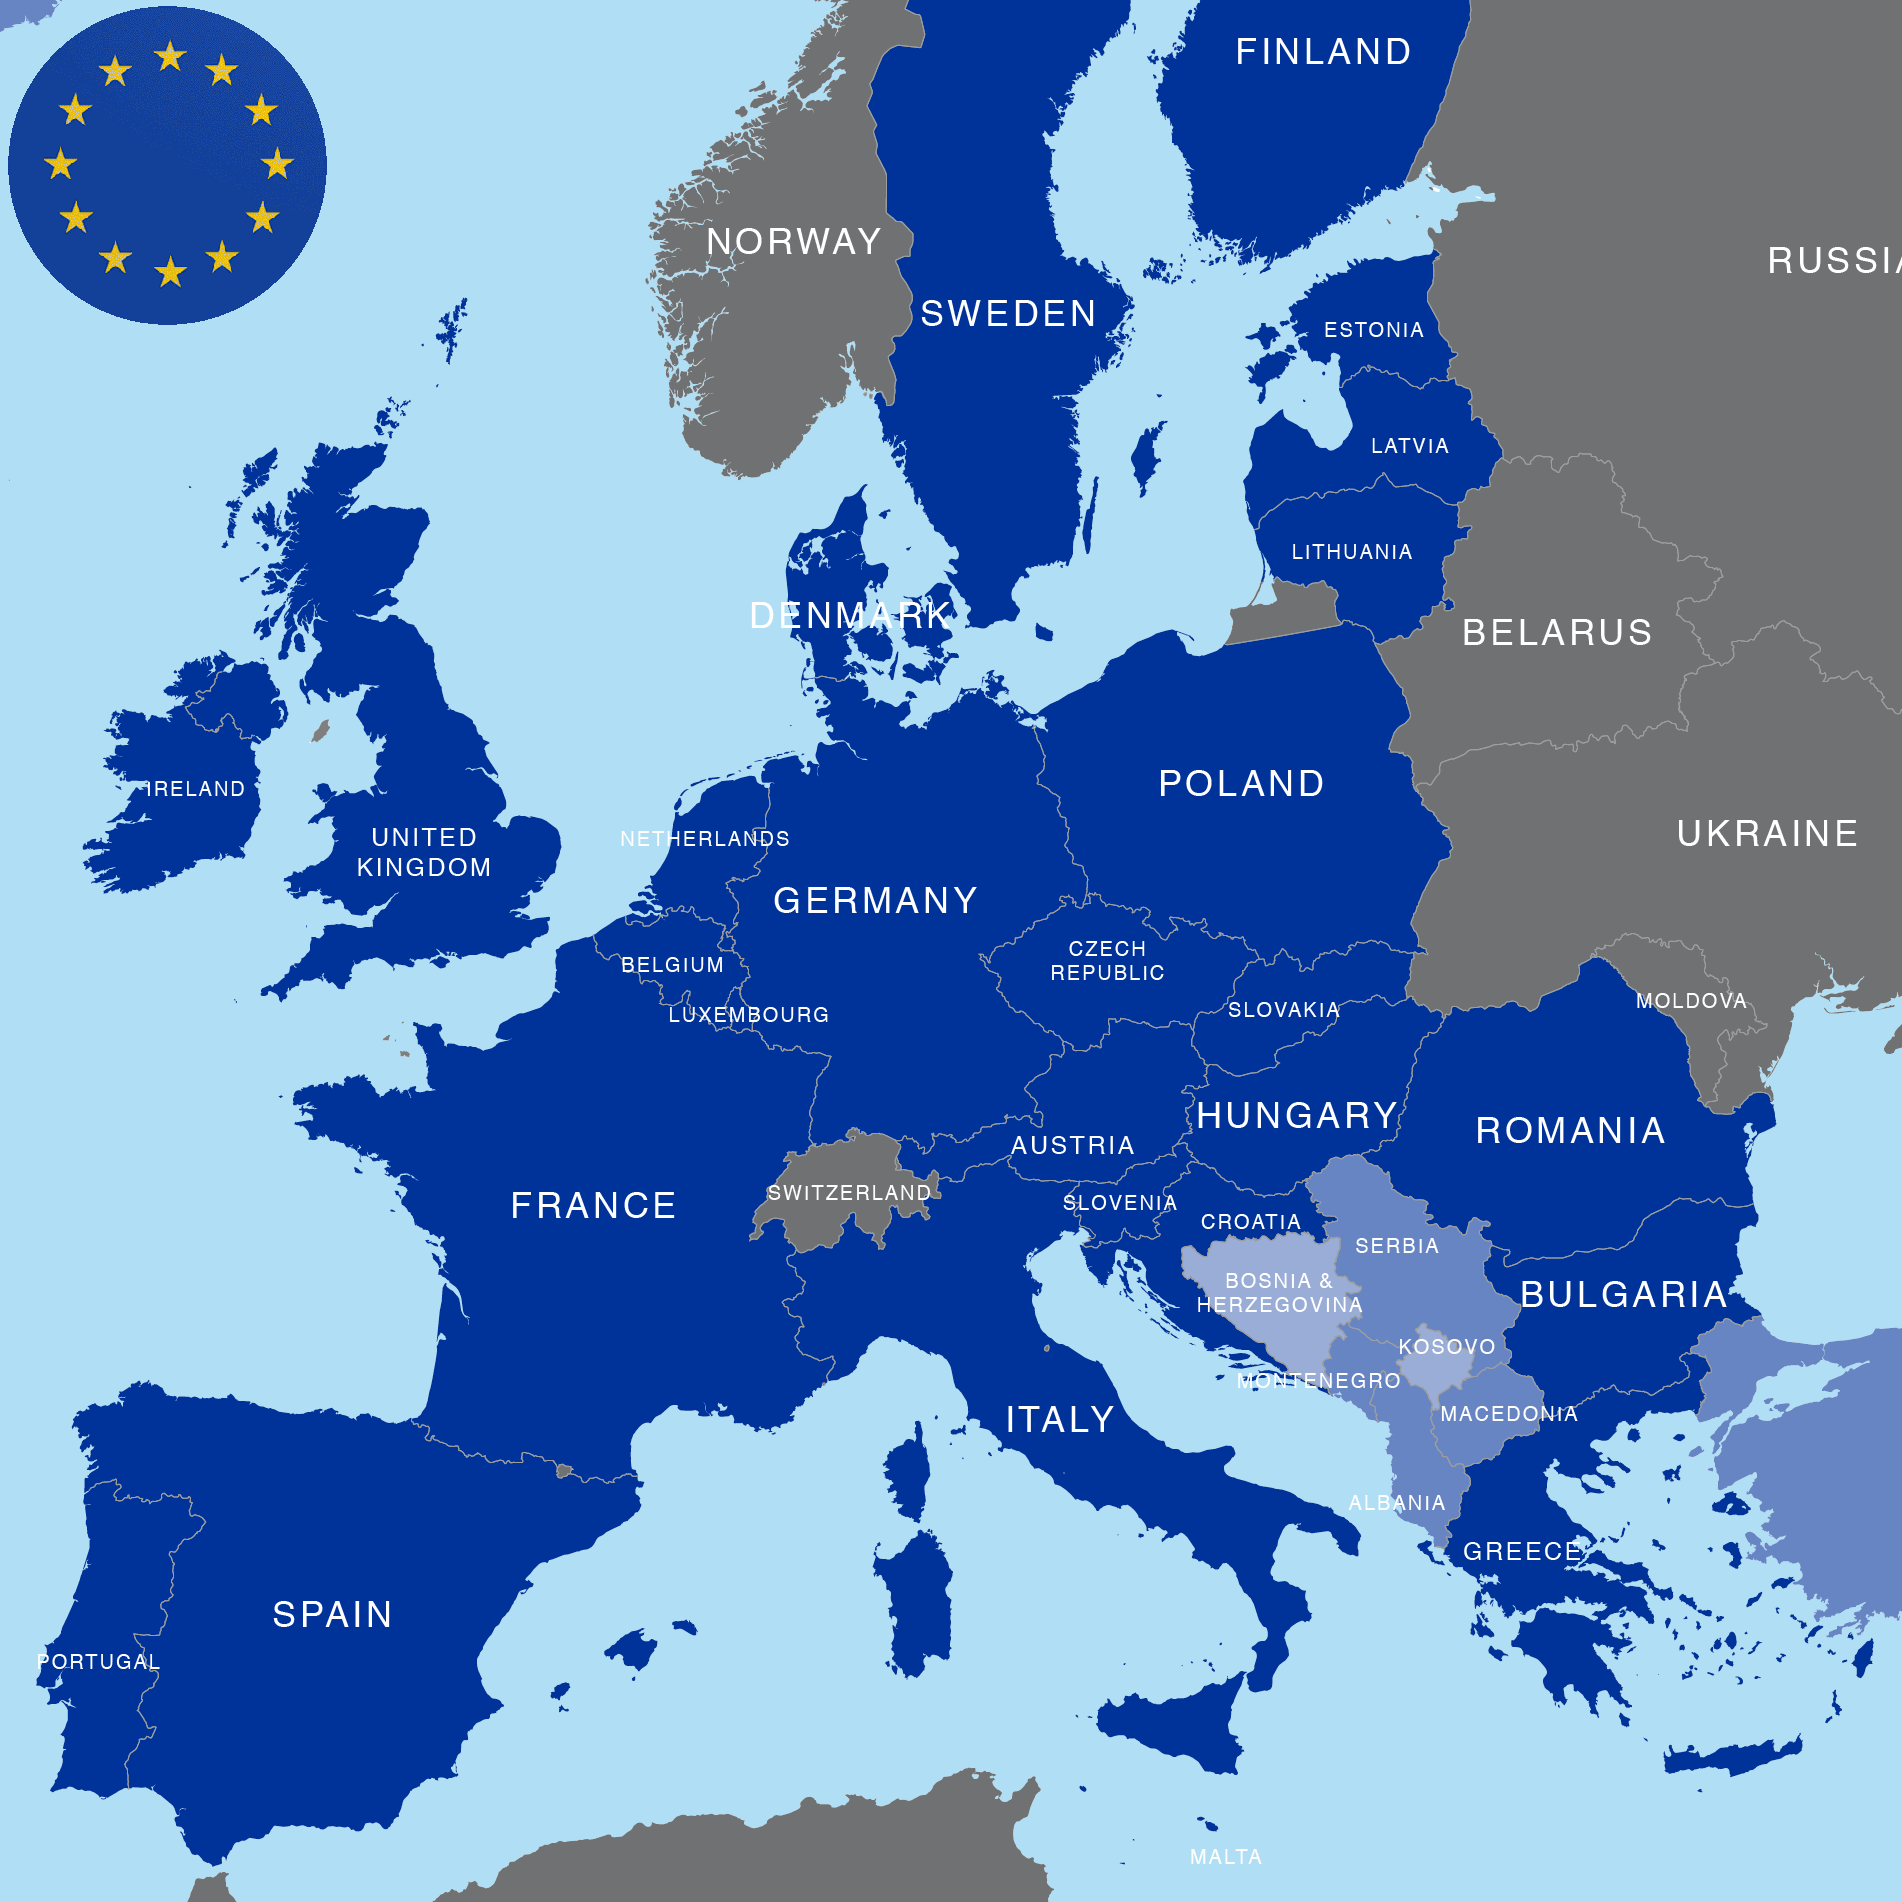 FINLAND
NORWAY
RUSSIA
SWEDEN
ESTONIA
LATVIA
LITHUANIA
DENMARK
BELARUS
IRELAND
POLAND
UNITED
KINGDOM
NETHERLANDS
UKRAINE
GERMANY
CZECH
REPUBLIC
BELGIUM
LUXEMBOURG
SLOVAKIA
MOLDOVA
HUNGARY
ROMANIA
AUSTRIA
SWITZERLAND
FRANCE
SLOVENIA
CROATIA
SERBIA
BOSNIA &
HERZEGOVINA
BULGARIA
KOSOVO
MONTENEGRO
ITALY
MACEDONIA
ALBANIA
GREECE
SPAIN
PORTUGAL
MALTA